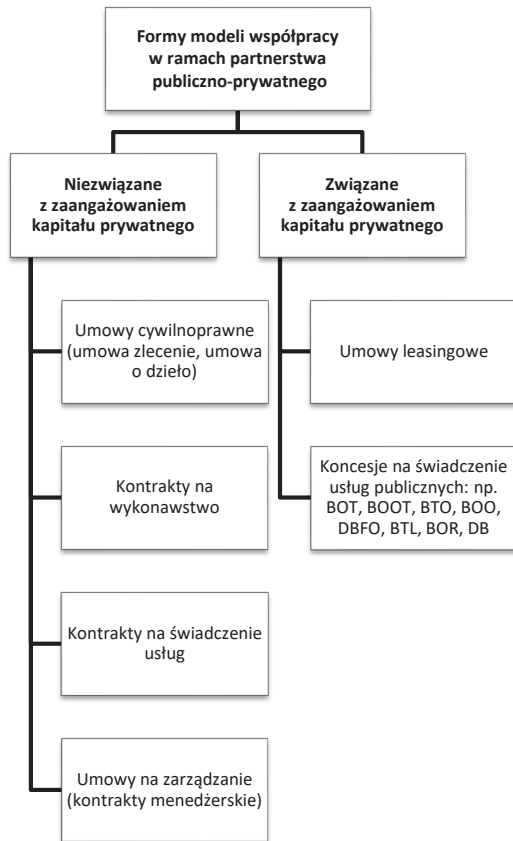 Formy modeli współpracy
w ramach partnerstwa
publiczno-prywatnego
Niezwiązane
z zaangażowaniem
kapitału prywatnego
Związane
z zaangażowaniem
kapitału prywatnego
Umowy cywilnoprawne
(umowa zlecenie, umowa
o dzieło)
Umowy leasingowe
Kontrakty na
wykonawstwo
Koncesje na świadczenie
usług publicznych: np.
BOT, BOOT, BTO, BOO,
DBFO, BTL, BOR, DB
Kontrakty na świadczenie
usług
Umowy na zarządzanie
(kontrakty menedżerskie)